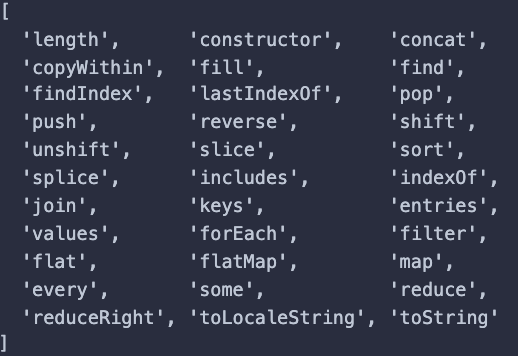 [
  'length',      'constructor',    'concat',
  'copyWithin',  'fill',           'find',
  'findIndex',   'lastIndexOf',    'pop',
  'push',        'reverse',        'shift',
  'unshift',     'slice',          'sort',
  'splice',      'includes',       'indexOf',
  'join',        'keys',           'entries',
  'values',      'forEach',        'filter',
  'flat',        'flatMap',        'map',
  'every',       'some',           'reduce',
  'reduceRight', 'toLocaleString', 'toString'
]